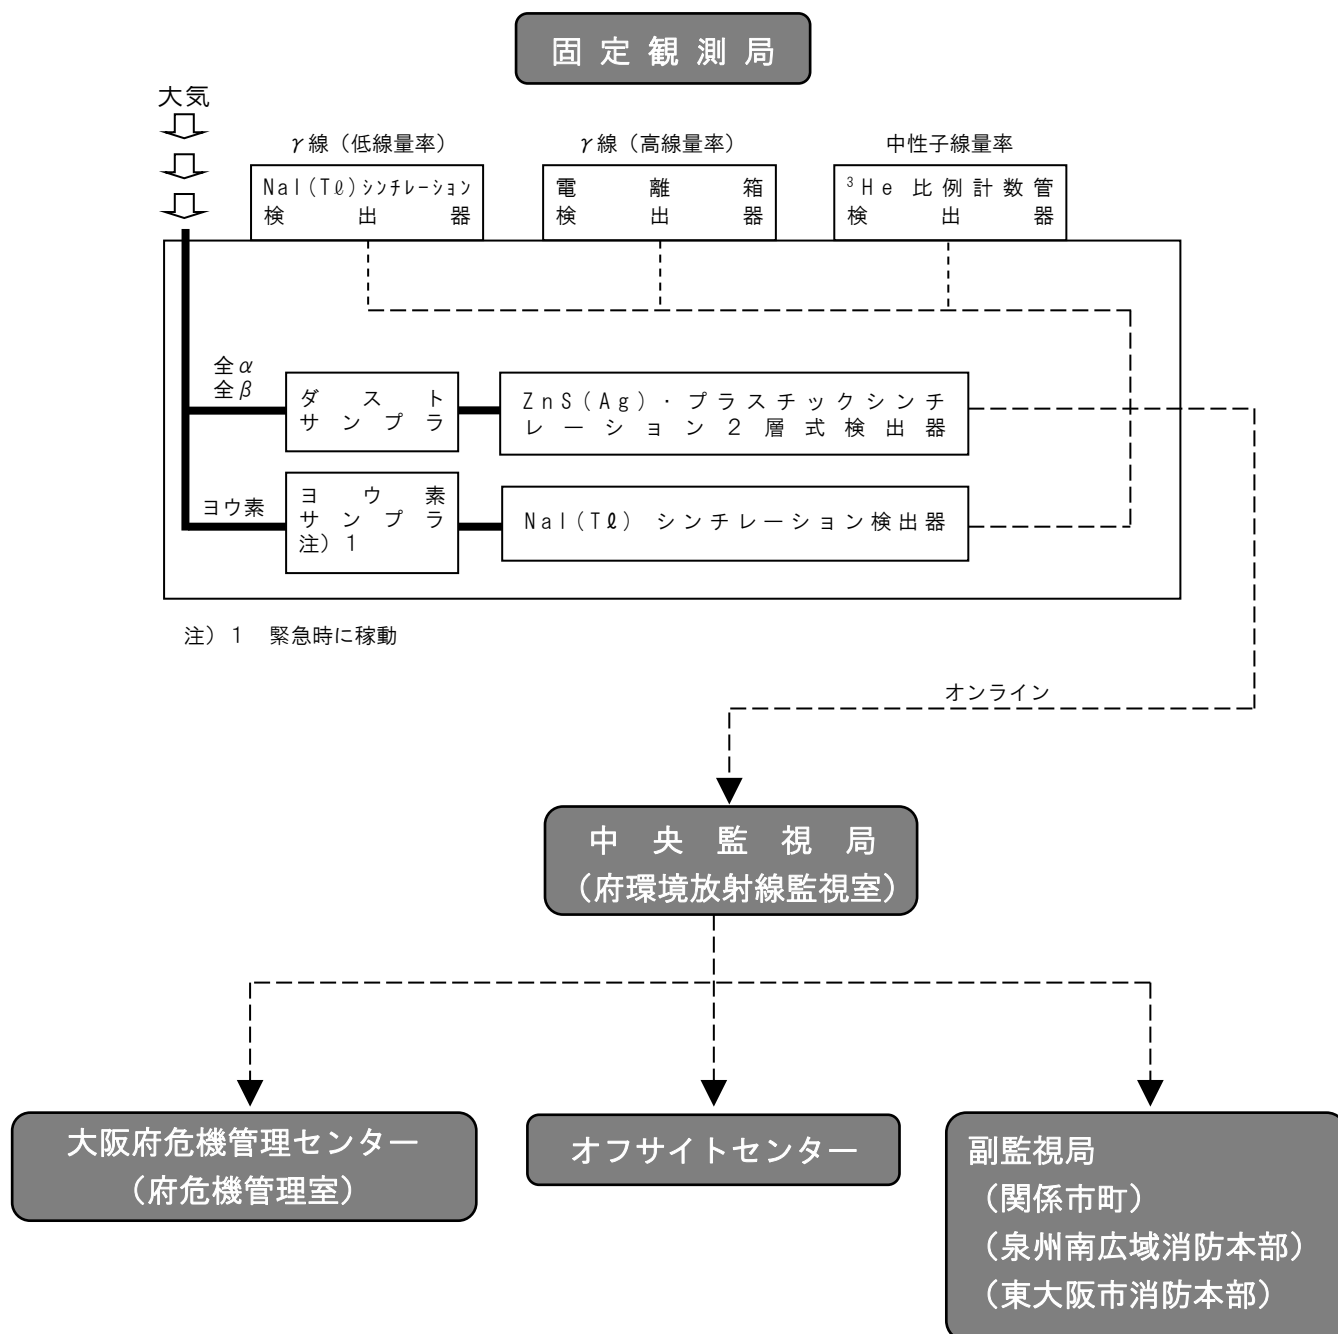 固定観測局
大気
γ線（低線量率）
γ線（高線量率）
中性子線量率
NaI(Tℓ)シンチレーション
検出器
電離箱
検出器
³He 比例計数管
検出器
全α
全β
ダスト
サンプラ
ZnS(Ag)・プラスチックシンチ
レーション２層式検出器
ヨウ素
ヨウ素
サンプラ
注）１
NaI(Tℓ) シンチレーション検出器
注）１　緊急時に稼動
オンライン
中央監視局
（府環境放射線監視室）
大阪府危機管理センター
（府危機管理室）
オフサイトセンター
副監視局
（関係市町）
（泉州南広域消防本部）
（東大阪市消防本部）